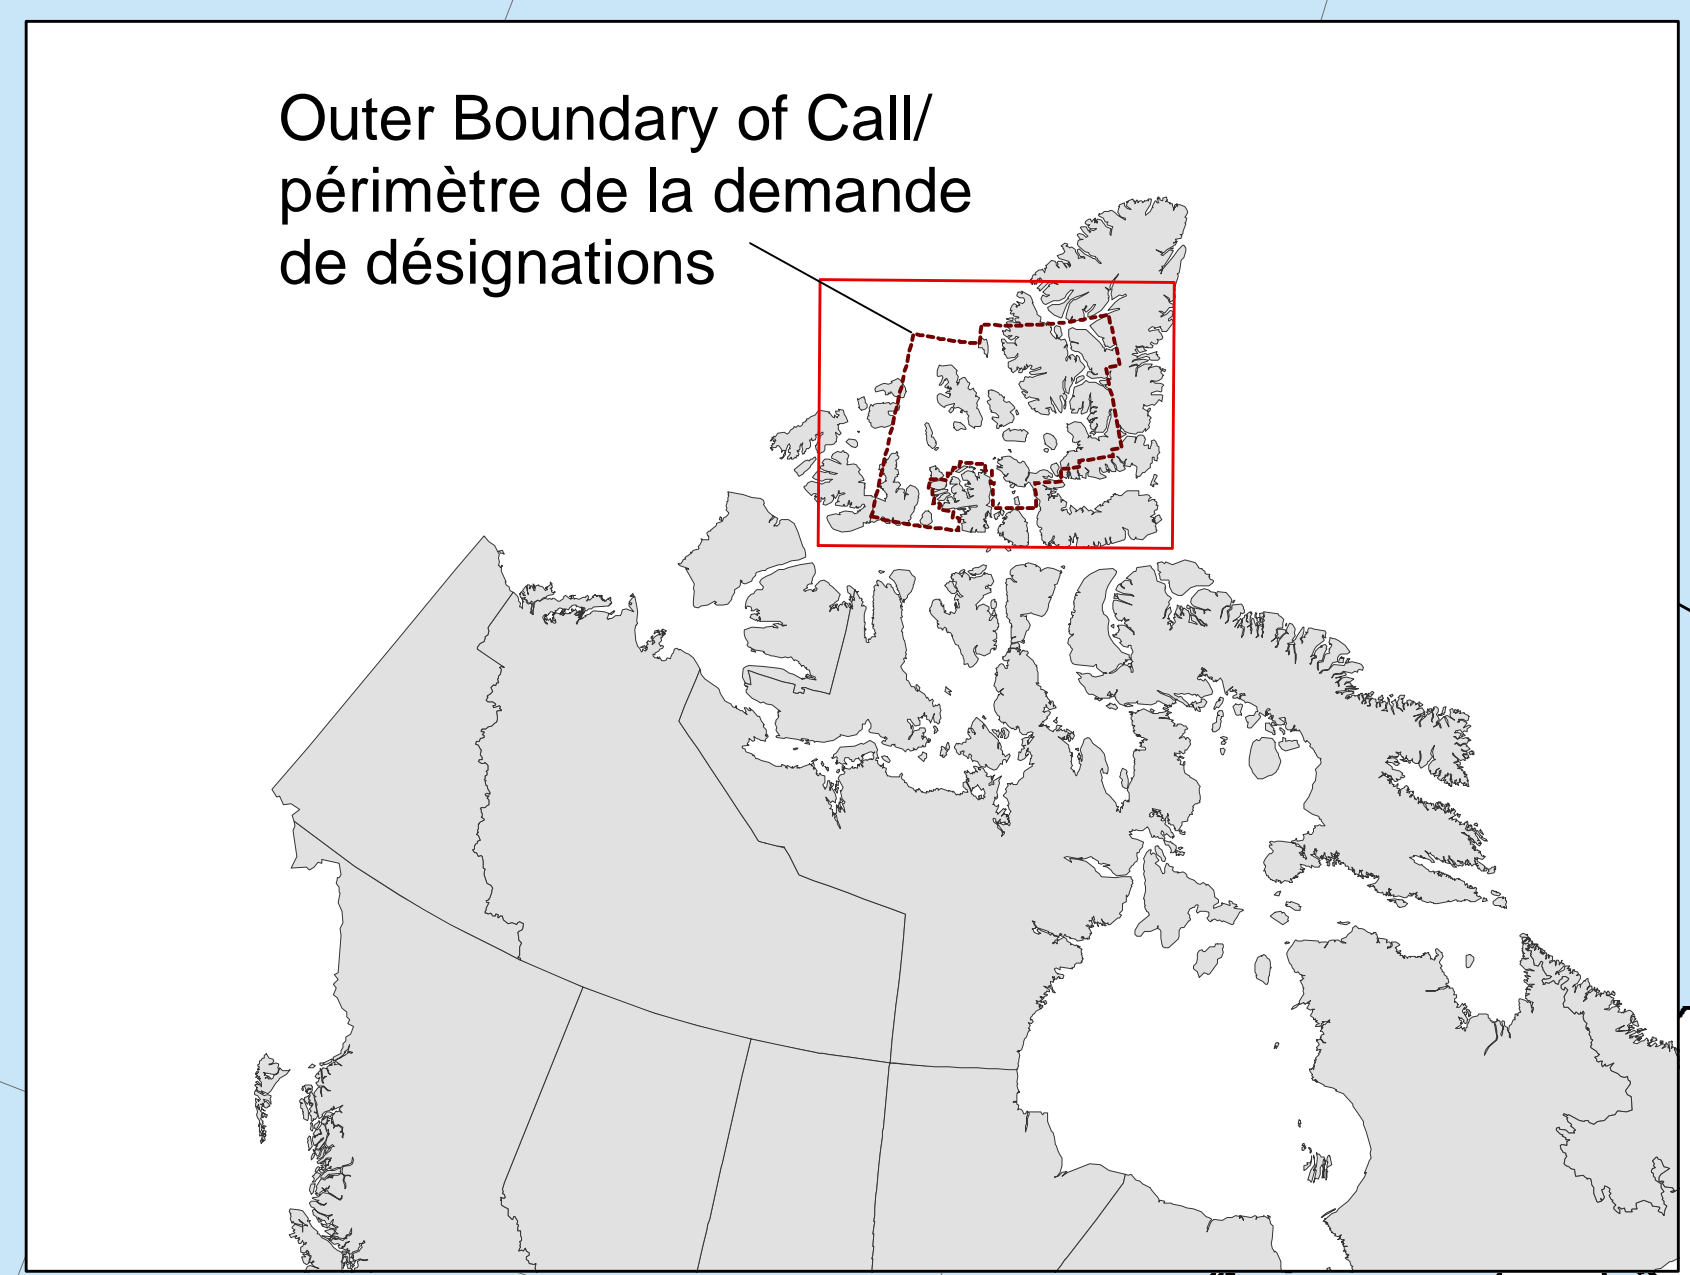 Outer Boundary of Call/
périmètre de la demande
de désignations